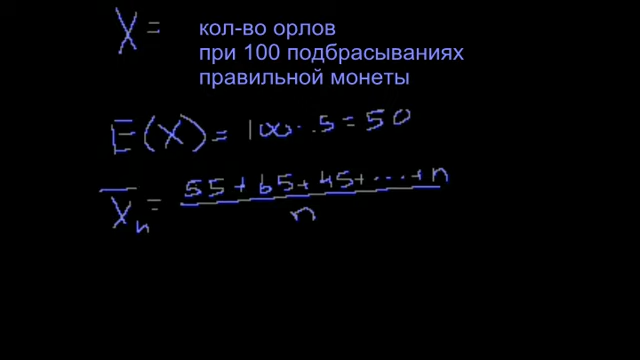 X =
кол-во орлов
при 100 подбрасываниях
правильной монеты
E(X) = 100 · .5 = 50
X̄ₙ = (55 + 65 + 45 + ··· + n) / n